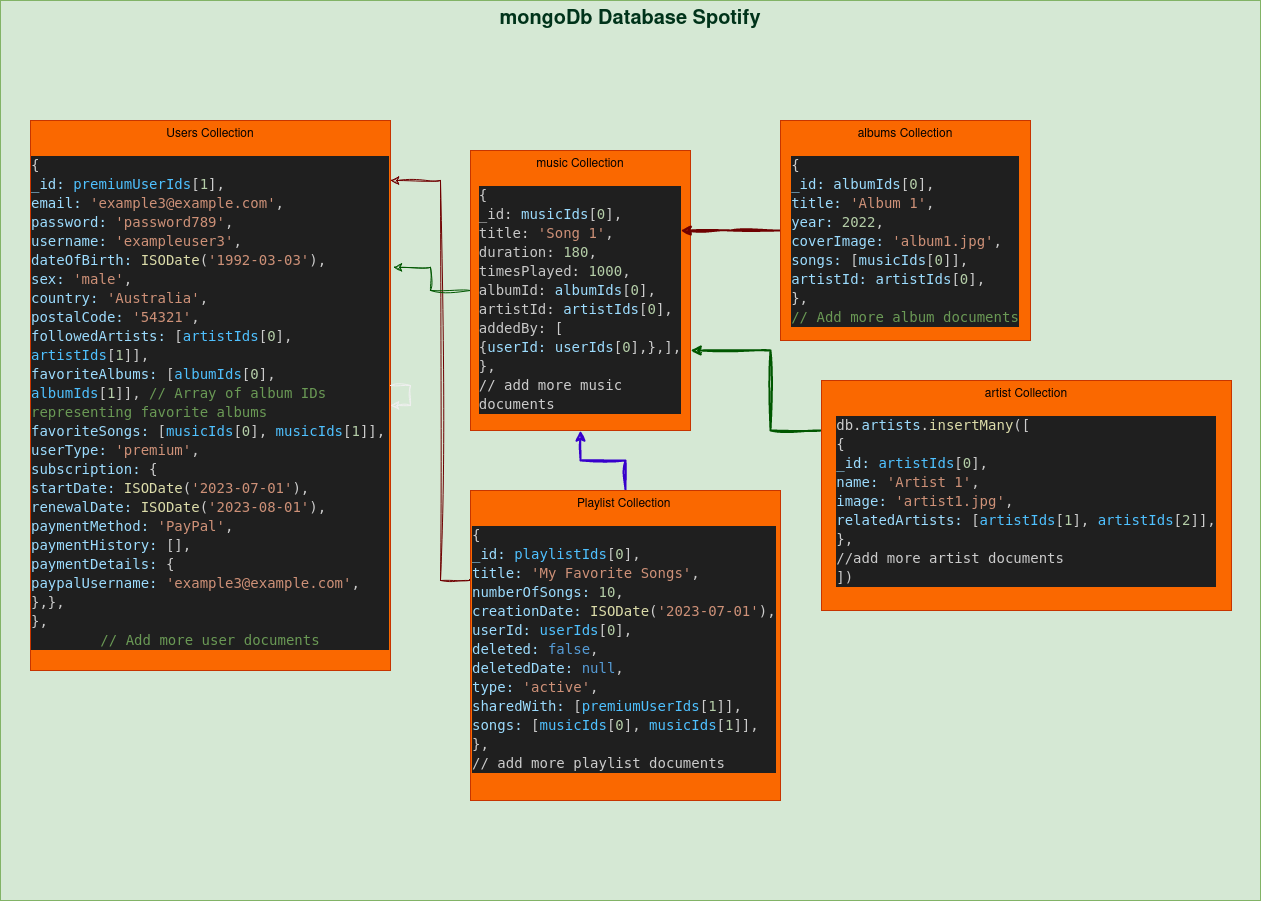 mongoDb Database Spotify
Users Collection
{
_id: premiumUserIds[1],
email: 'example3@example.com',
password: 'password789',
username: 'exampleuser3',
dateOfBirth: ISODate('1992-03-03'),
sex: 'male',
country: 'Australia',
postalCode: '54321',
followedArtists: [artistIds[0],
artistIds[1]],
favoriteAlbums: [albumIds[0],
albumIds[1]], // Array of album IDs
representing favorite albums
favoriteSongs: [musicIds[0], musicIds[1]],
userType: 'premium',
subscription: {
startDate: ISODate('2023-07-01'),
renewalDate: ISODate('2023-08-01'),
paymentMethod: 'PayPal',
paymentHistory: [],
paymentDetails: {
paypalUsername: 'example3@example.com',
},},
},
// Add more user documents
music Collection
{
_id: musicIds[0],
title: 'Song 1',
duration: 180,
timesPlayed: 1000,
albumId: albumIds[0],
artistId: artistIds[0],
addedBy: [
{userId: userIds[0],},],
},
// add more music
documents
albums Collection
{
_id: albumIds[0],
title: 'Album 1',
year: 2022,
coverImage: 'album1.jpg',
songs: [musicIds[0]],
artistId: artistIds[0],
},
// Add more album documents
artist Collection
db.artists.insertMany([
{
_id: artistIds[0],
name: 'Artist 1',
image: 'artist1.jpg',
relatedArtists: [artistIds[1], artistIds[2]],
},
//add more artist documents
])
Playlist Collection
{
_id: playlistIds[0],
title: 'My Favorite Songs',
numberOfSongs: 10,
creationDate: ISODate('2023-07-01'),
userId: userIds[0],
deleted: false,
deletedDate: null,
type: 'active',
sharedWith: [premiumUserIds[1]],
songs: [musicIds[0], musicIds[1]],
},
// add more playlist documents